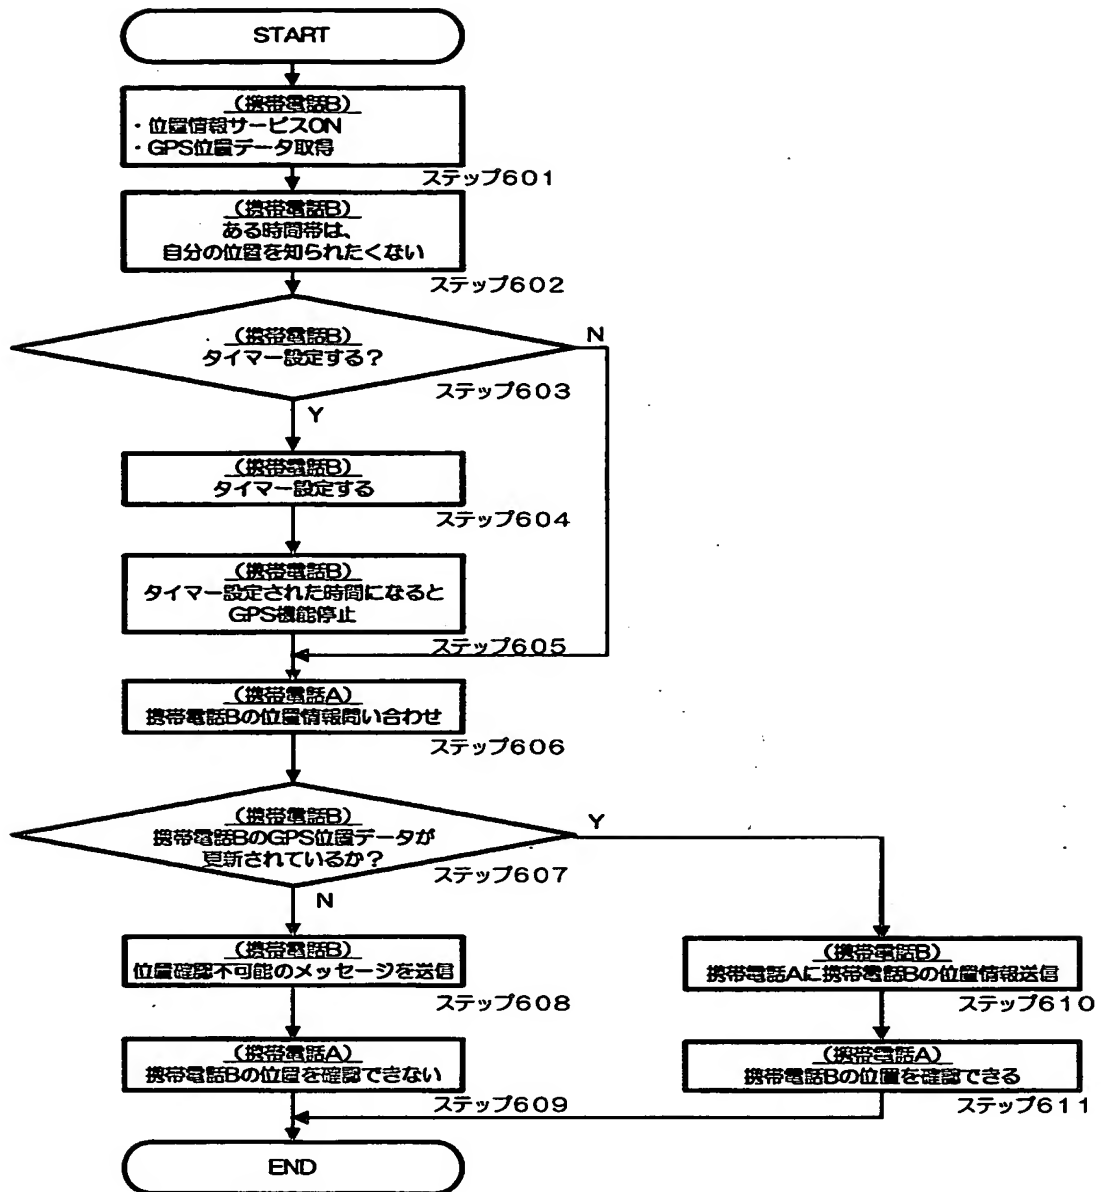 START
(携帯電話B)
・位置情報サービスON
・GPS位置データ取得
ステップ601
(携帯電話B)
ある時間帯は、
自分の位置を知られたくない
ステップ602
(携帯電話B)
タイマー設定する?
N
ステップ603
Y
(携帯電話B)
タイマー設定する
ステップ604
(携帯電話B)
タイマー設定された時間になると
GPS機能停止
ステップ605
(携帯電話A)
携帯電話Bの位置情報問い合わせ
ステップ606
(携帯電話B)
携帯電話BのGPS位置データが
更新されているか?
Y
ステップ607
N
(携帯電話B)
位置確認不可能のメッセージを送信
ステップ608
(携帯電話A)
携帯電話Bの位置を確認できない
ステップ609
(携帯電話B)
携帯電話Aに携帯電話Bの位置情報送信
ステップ610
(携帯電話A)
携帯電話Bの位置を確認できる
ステップ611
END